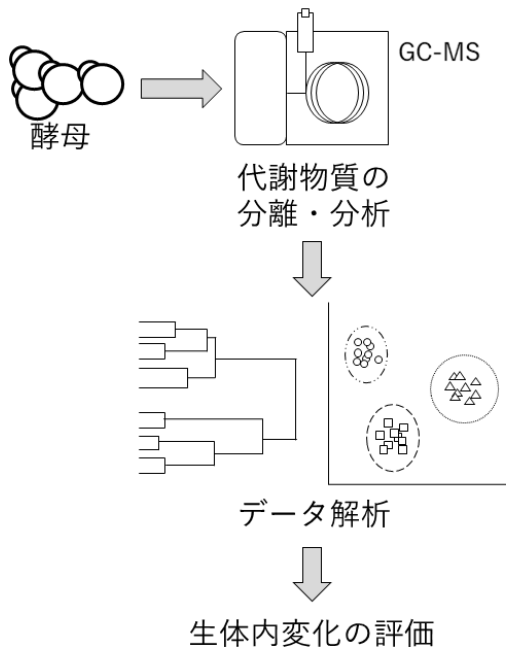 GC-MS
酵母
代謝物質の
分離・分析
データ解析
生体内変化の評価